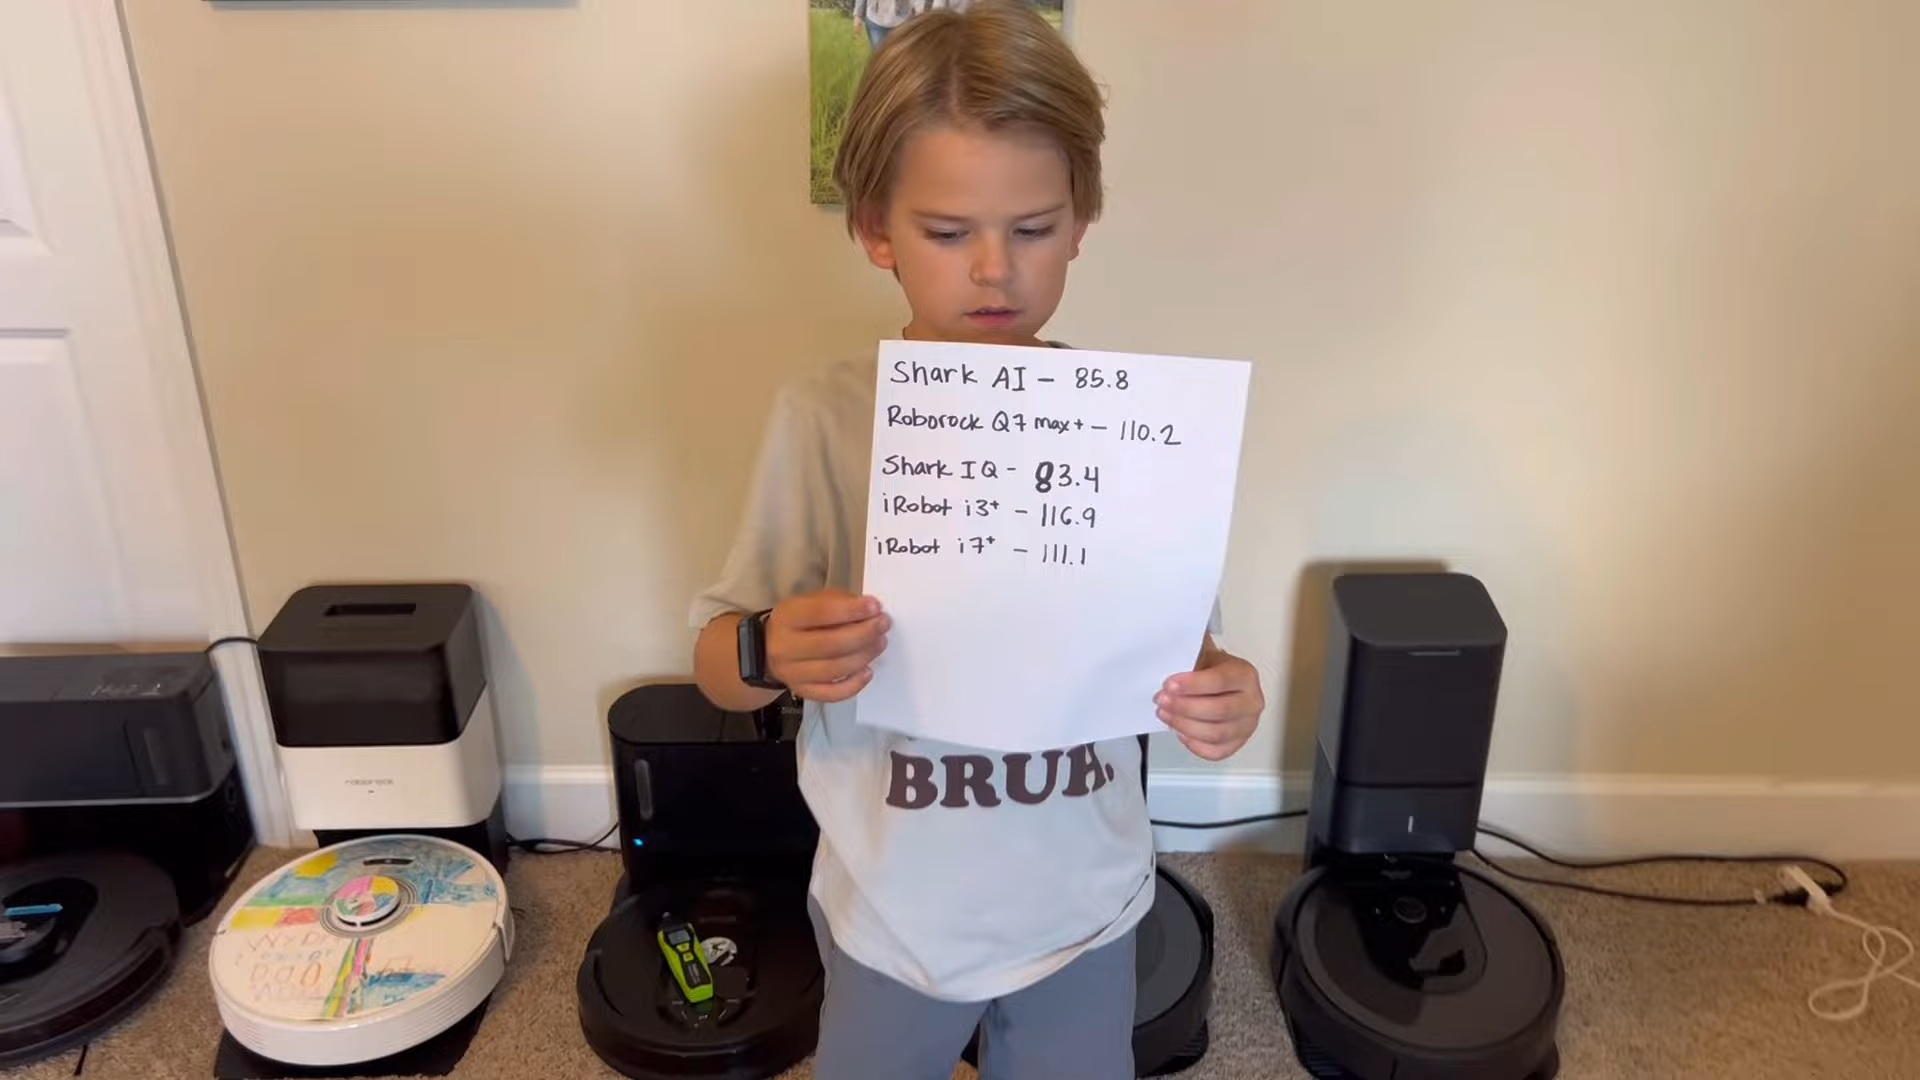 Shark AI - 85.8
Roborock Q7 max+ - 110.2
Shark IQ - 83.4
iRobot i3+ - 116.9
iRobot i7+ - 111.1
BRUH.
roborock